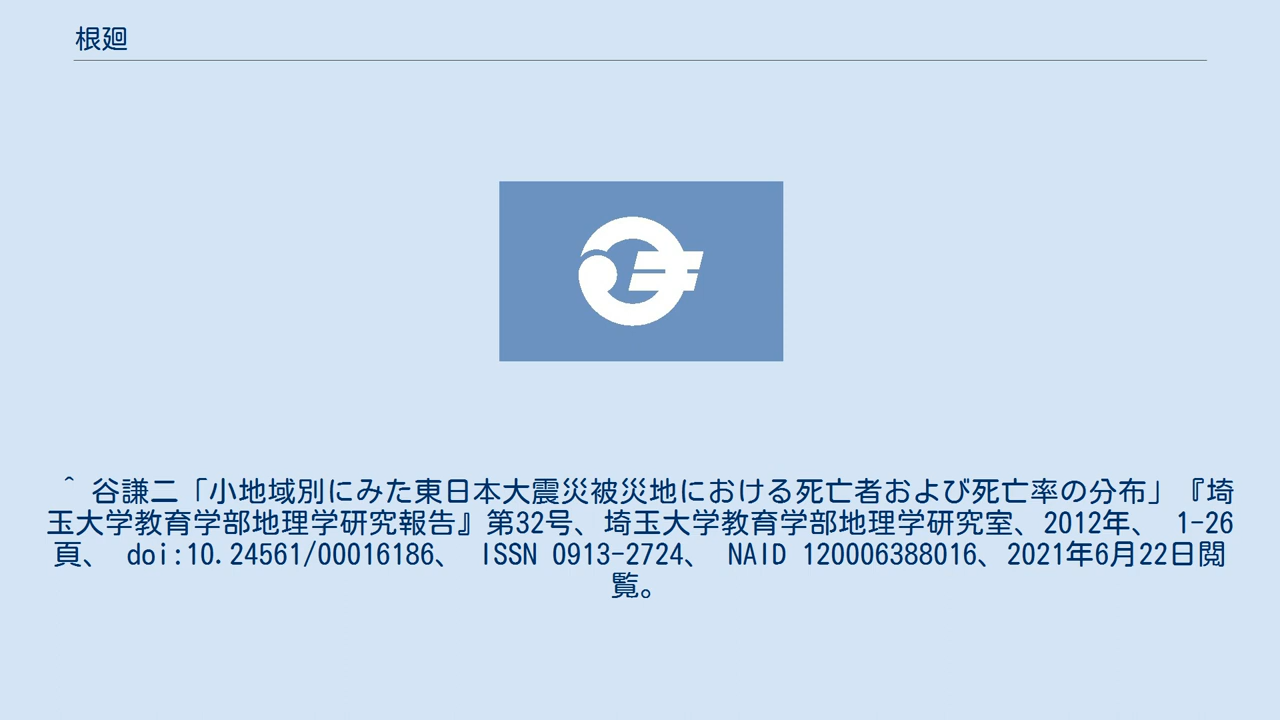 根廻
^ 谷謙二「小地域別にみた東日本大震災被災地における死亡者および死亡率の分布」『埼
玉大学教育学部地理学研究報告』第32号、埼玉大学教育学部地理学研究室、2012年、 1-26
頁、 doi:10.24561/00016186、 ISSN 0913-2724、 NAID 120006388016、2021年6月22日閲
覧。